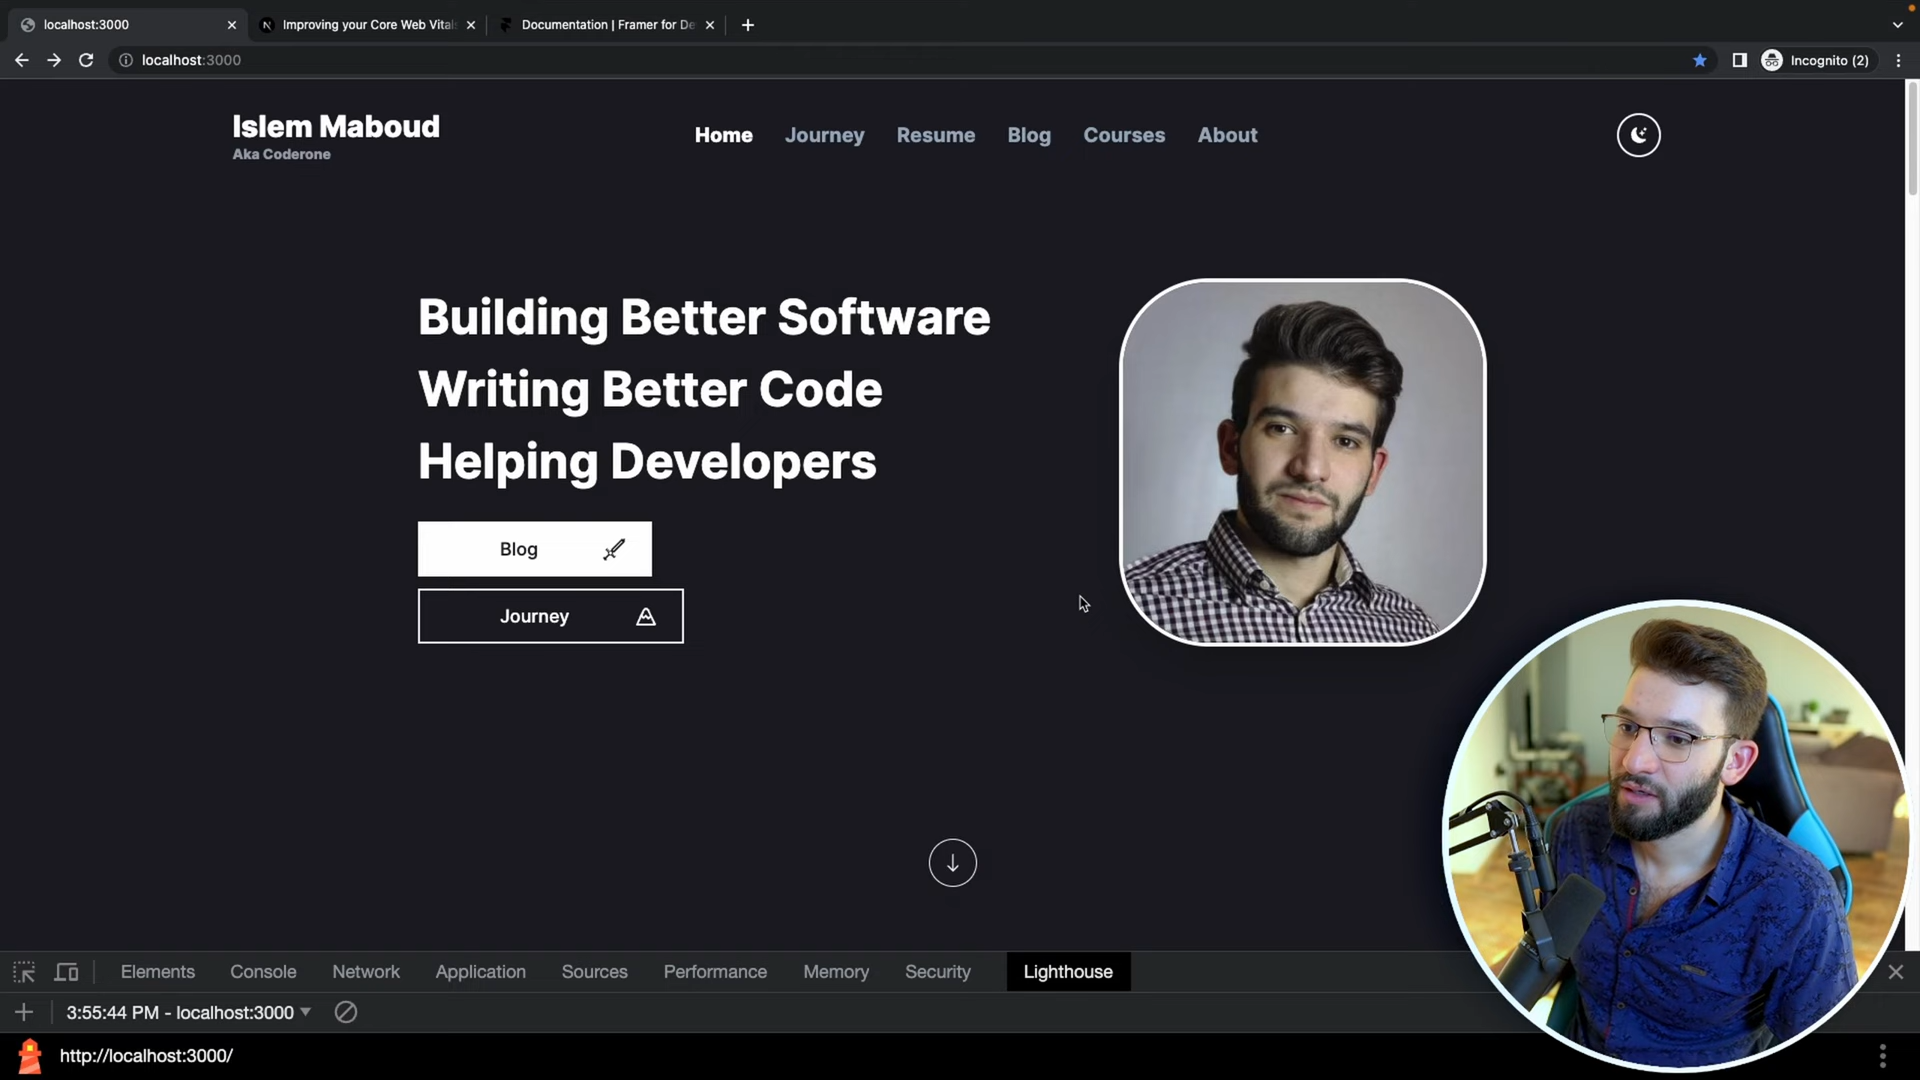 localhost:3000
Improving your Core Web Vitals
Documentation | Framer for De
localhost:3000
Incognito (2)
Islem Maboud
Aka Coderone
Home
Journey
Resume
Blog
Courses
About
Building Better Software
Writing Better Code
Helping Developers
Blog
Journey
Elements
Console
Network
Application
Sources
Performance
Memory
Security
Lighthouse
3:55:44 PM - localhost:3000
http://localhost:3000/